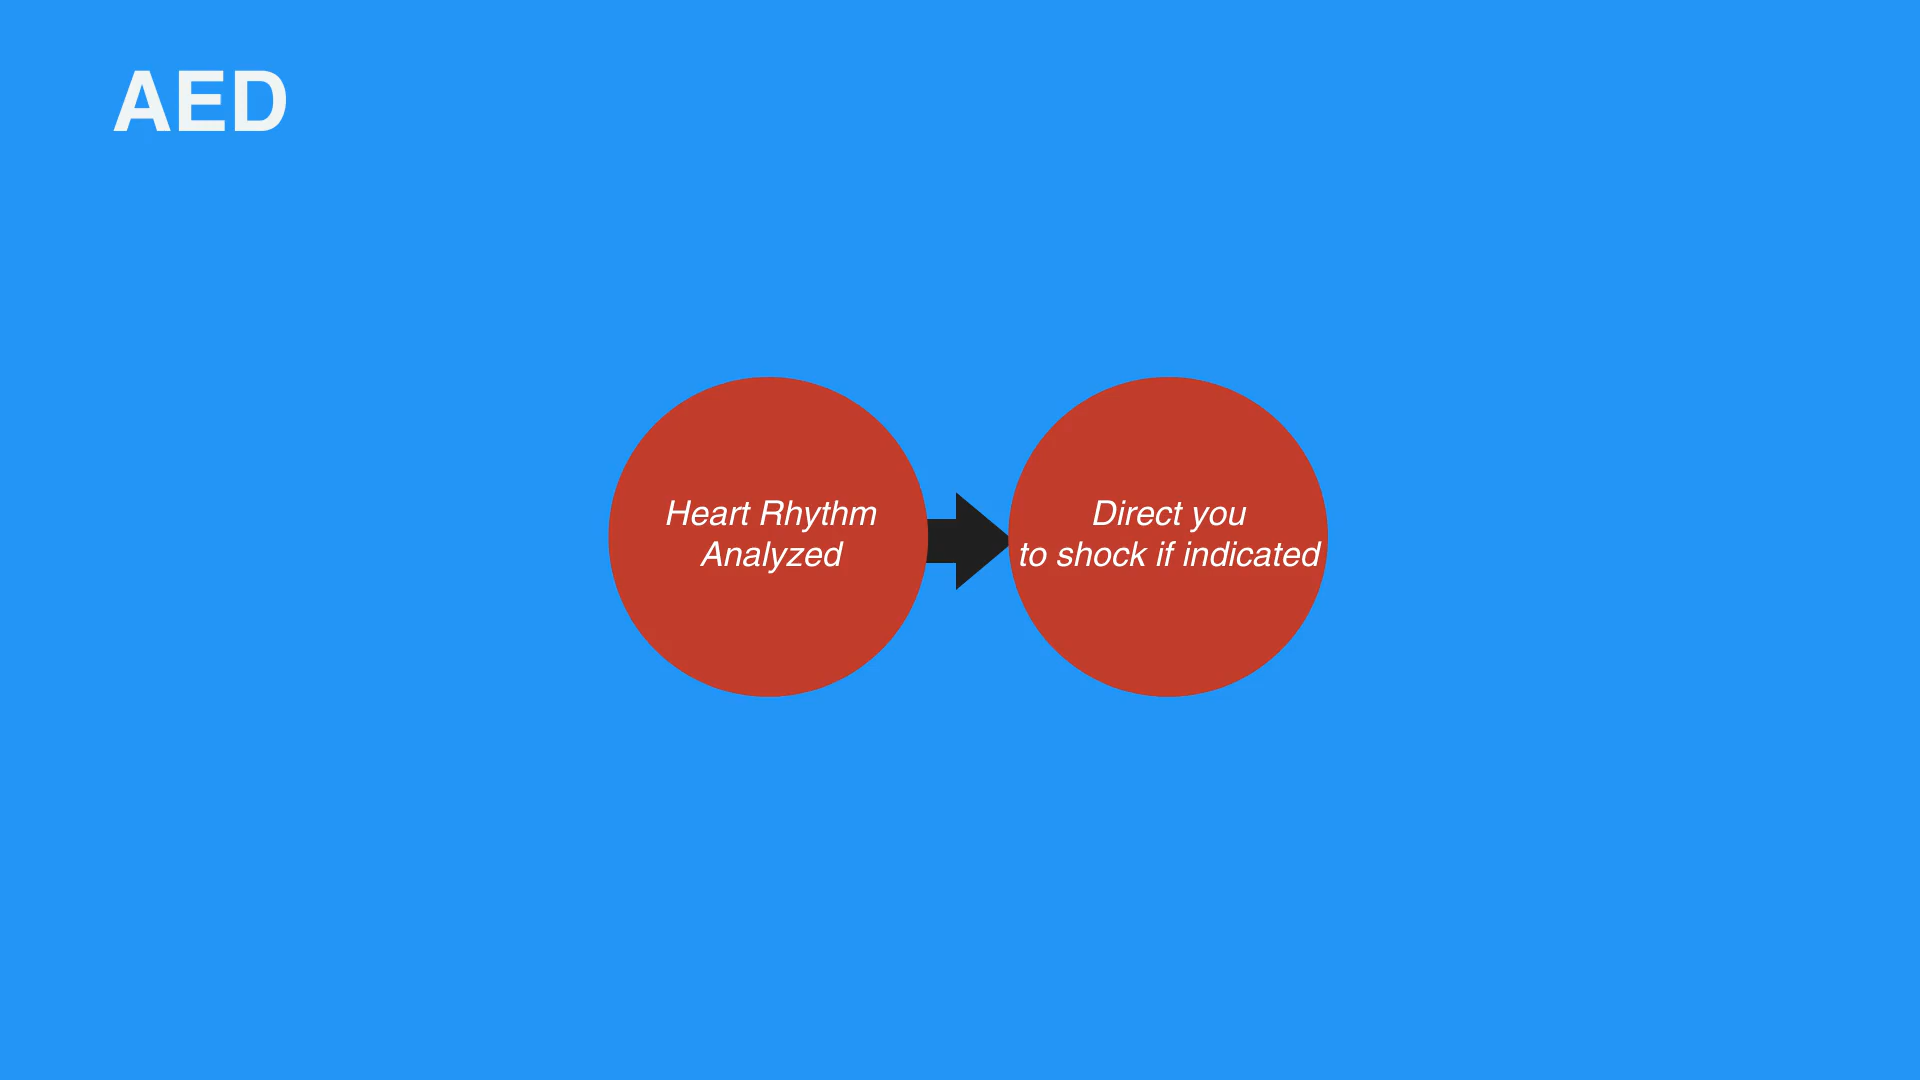 AED
Heart Rhythm
Analyzed
Direct you
to shock if indicated